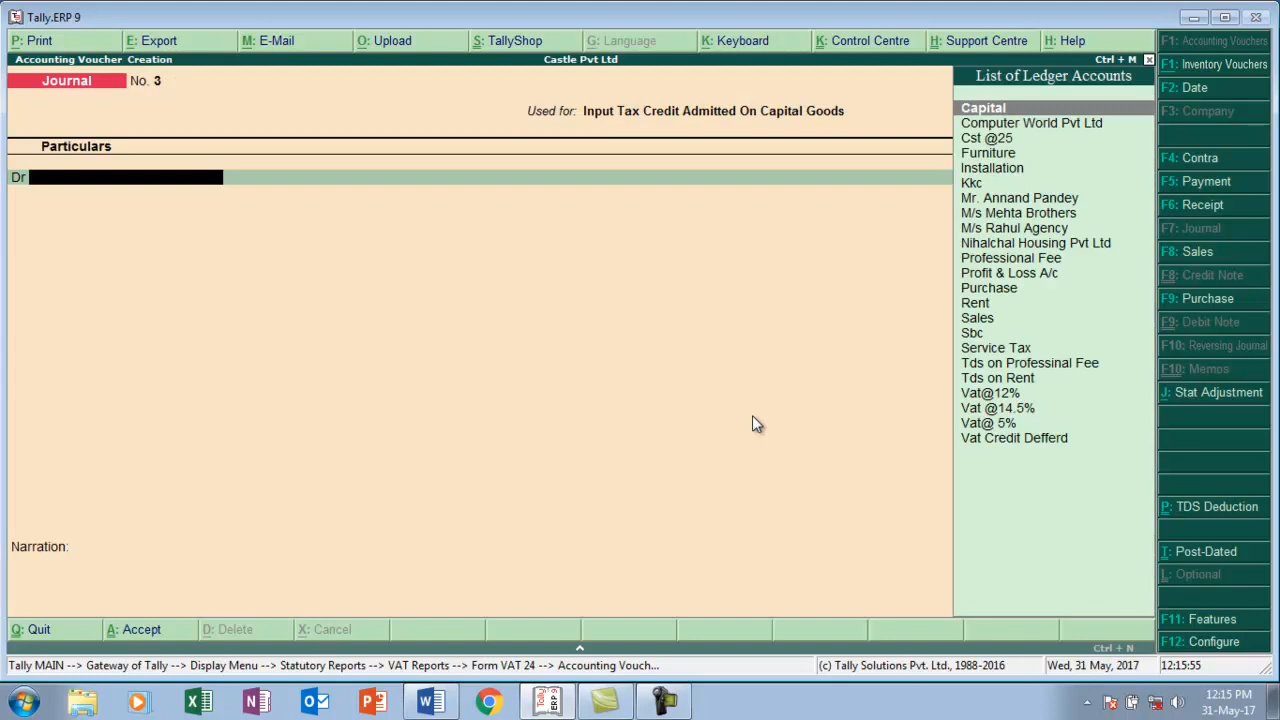 Tally.ERP 9
P: Print
E: Export
M: E-Mail
O: Upload
S: TallyShop
G: Language
K: Keyboard
K: Control Centre
H: Support Centre
H: Help
Accounting Voucher Creation
Castle Pvt Ltd
Ctrl + M
Journal
No. 3
Used for: Input Tax Credit Admitted On Capital Goods
Particulars
Dr
Narration:
List of Ledger Accounts
Capital
Computer World Pvt Ltd
Cst @25
Furniture
Installation
Kkc
Mr. Annand Pandey
M/s Mehta Brothers
M/s Rahul Agency
Nihalchal Housing Pvt Ltd
Professional Fee
Profit & Loss A/c
Purchase
Rent
Sales
Sbc
Service Tax
Tds on Professinal Fee
Tds on Rent
Vat@12%
Vat @14.5%
Vat@ 5%
Vat Credit Defferd
F1: Accounting Vouchers
F1: Inventory Vouchers
F2: Date
F3: Company
F4: Contra
F5: Payment
F6: Receipt
F7: Journal
F8: Sales
F8: Credit Note
F9: Purchase
F9: Debit Note
F10: Reversing Journal
F10: Memos
J: Stat Adjustment
P: TDS Deduction
T: Post-Dated
L: Optional
F11: Features
F12: Configure
Q: Quit
A: Accept
D: Delete
X: Cancel
Ctrl + N
Tally MAIN --> Gateway of Tally --> Display Menu --> Statutory Reports --> VAT Reports --> Form VAT 24 --> Accounting Vouch...
(c) Tally Solutions Pvt. Ltd., 1988-2016
Wed, 31 May, 2017
12:15:55
12:15 PM
31-May-17